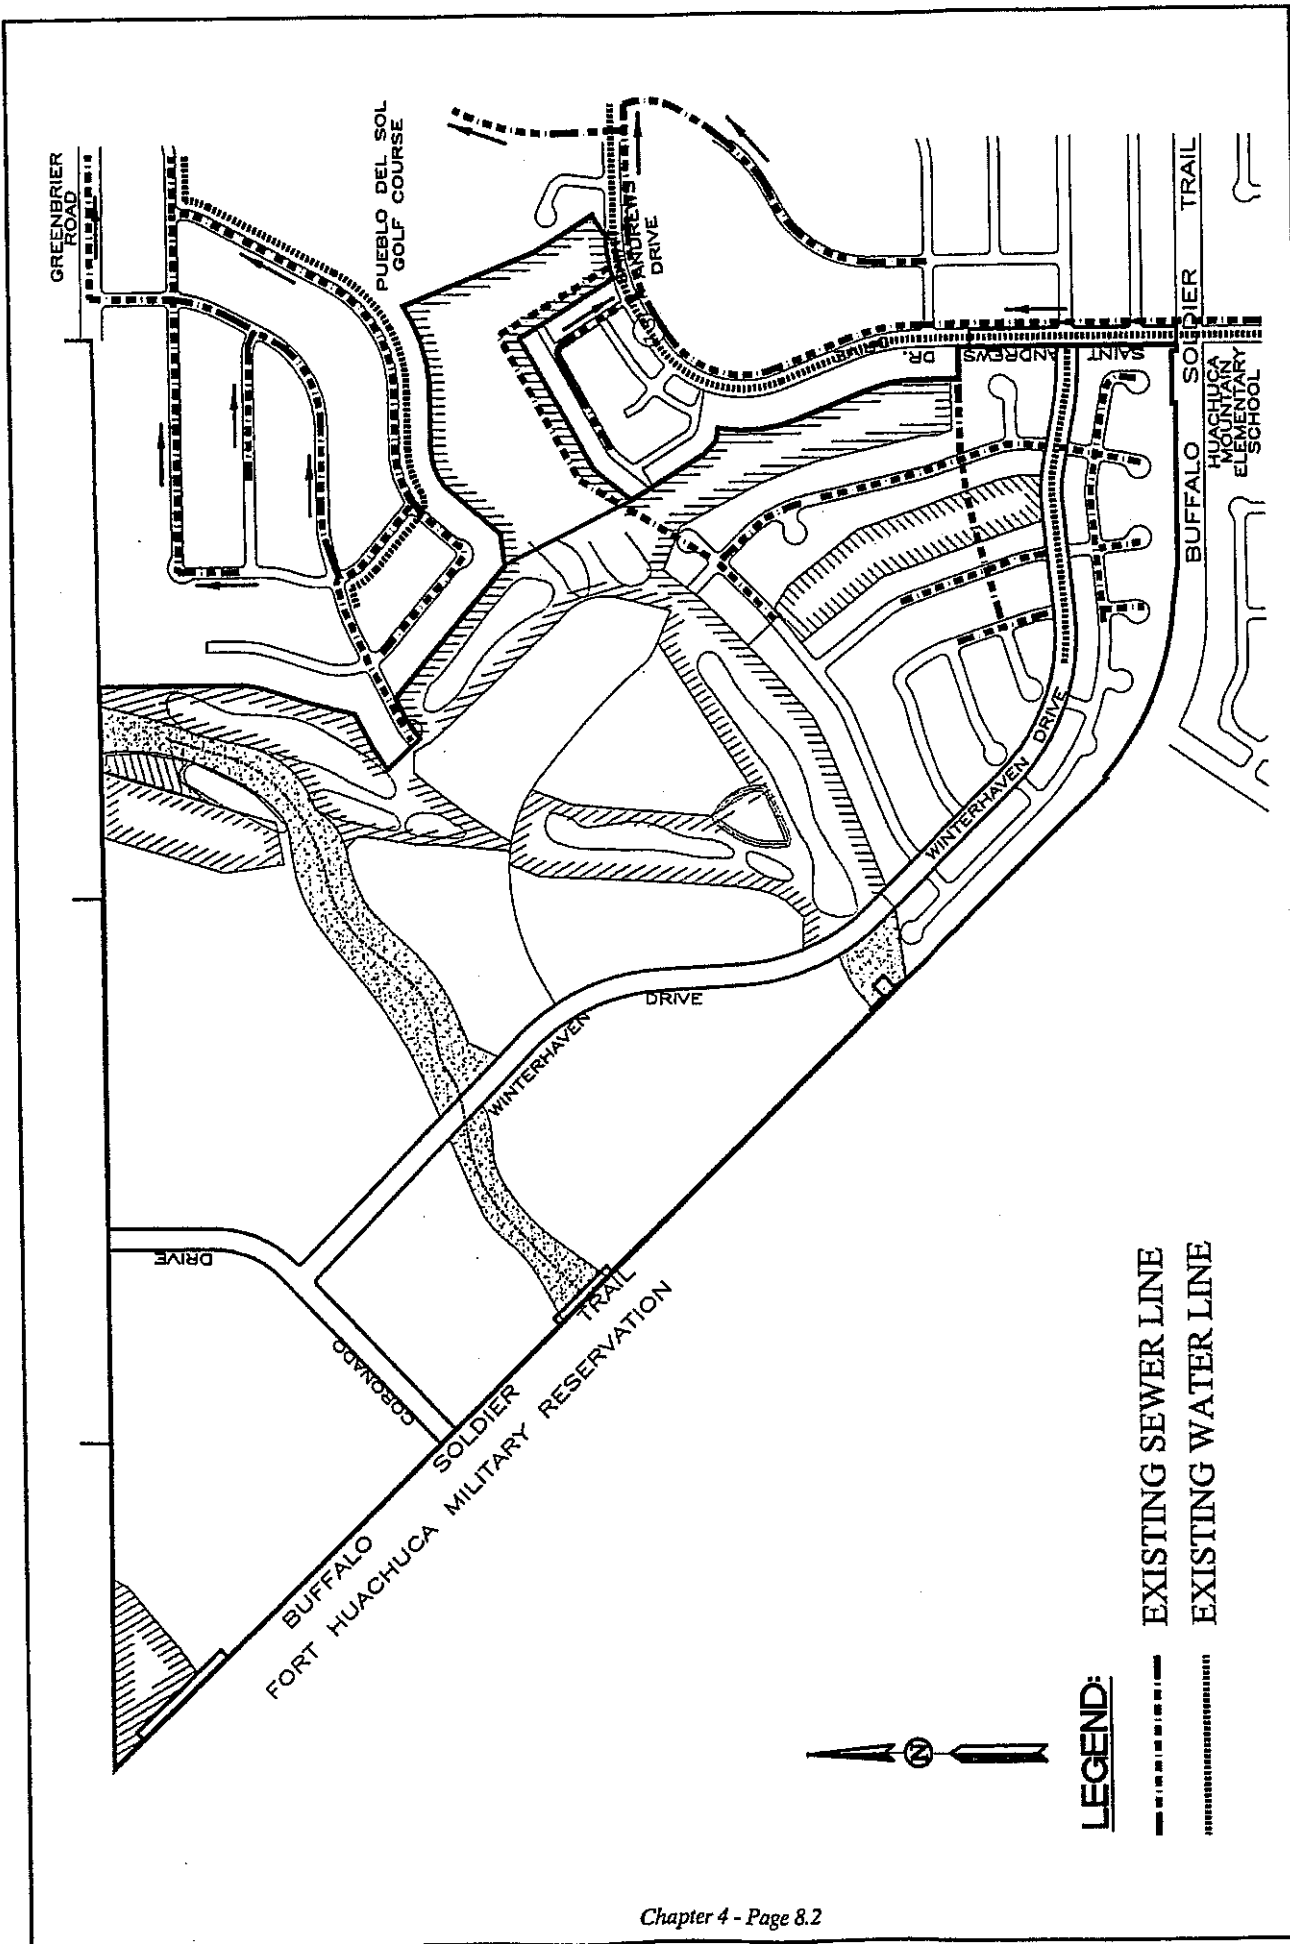 GREENBRIER
ROAD
PUEBLO DEL SOL
GOLF COURSE
ANDREWS
DRIVE
DRIVE
DR.
ANDREWS
SAINT
BUFFALO SOLDIER TRAIL
HUACHUCA
MOUNTAIN
ELEMENTARY
SCHOOL
WINTERHAVEN DRIVE
WINTERHAVEN
DRIVE
CORONADO
DRIVE
BUFFALO
SOLDIER
TRAIL
FORT HUACHUCA MILITARY RESERVATION
N
LEGEND:
EXISTING SEWER LINE
EXISTING WATER LINE
Chapter 4 - Page 8.2